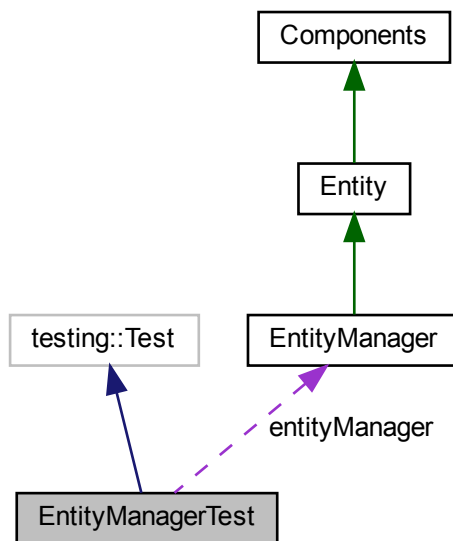 Components
Entity
testing::Test
EntityManager
entityManager
EntityManagerTest